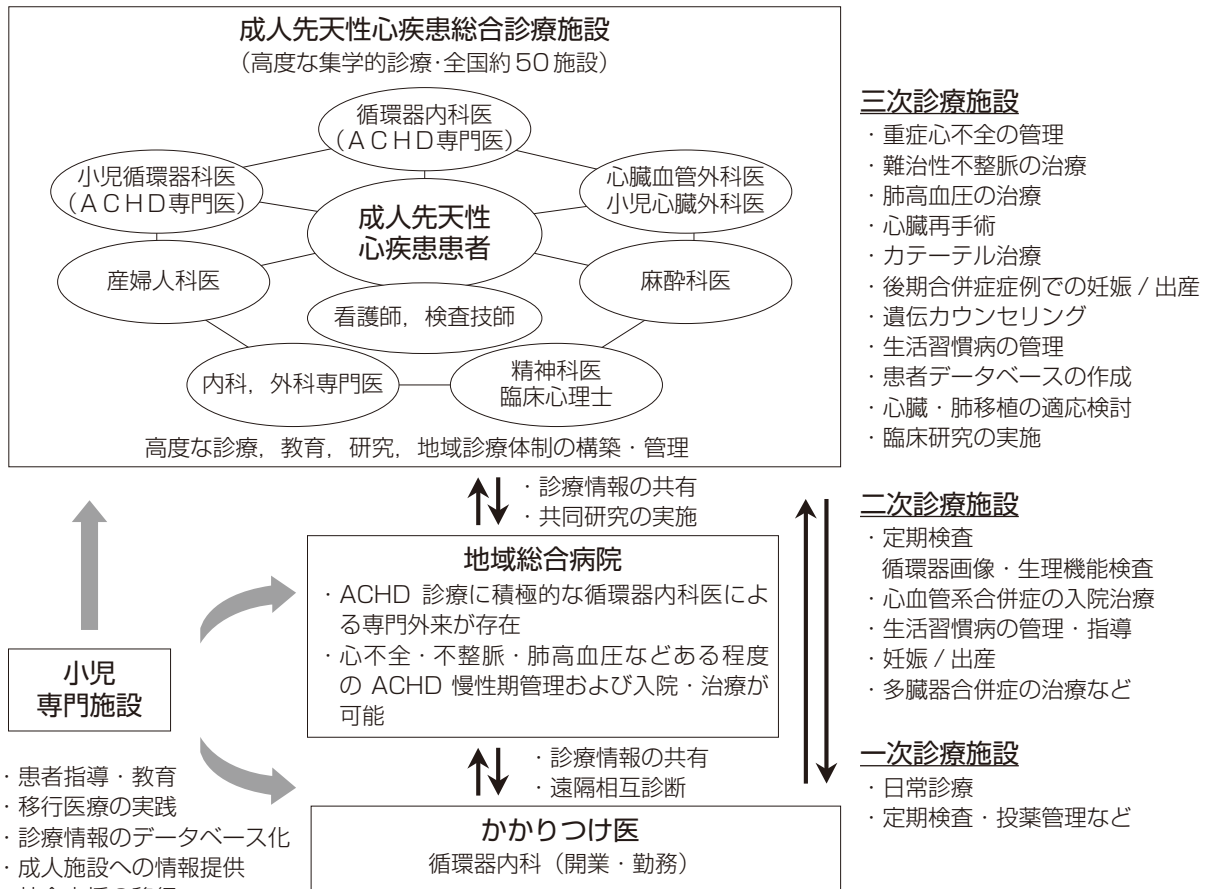 成人先天性心疾患総合診療施設
（高度な集学的診療・全国約50施設）
循環器内科医
（ACHD専門医）
小児循環器科医
（ACHD専門医）
心臓血管外科医
小児心臓外科医
成人先天性
心疾患患者
産婦人科医
麻酔科医
看護師，検査技師
内科，外科専門医
精神科医
臨床心理士
高度な診療，教育，研究，地域診療体制の構築・管理
三次診療施設
・重症心不全の管理
・難治性不整脈の治療
・肺高血圧の治療
・心臓再手術
・カテーテル治療
・後期合併症症例での妊娠 / 出産
・遺伝カウンセリング
・生活習慣病の管理
・患者データベースの作成
・心臓・肺移植の適応検討
・臨床研究の実施
・診療情報の共有
・共同研究の実施
地域総合病院
・ACHD 診療に積極的な循環器内科医によ
る専門外来が存在
・心不全・不整脈・肺高血圧などある程度
の ACHD 慢性期管理および入院・治療が
可能
二次診療施設
・定期検査
循環器画像・生理機能検査
・心血管系合併症の入院治療
・生活習慣病の管理・指導
・妊娠 / 出産
・多臓器合併症の治療など
小児
専門施設
・患者指導・教育
・移行医療の実践
・診療情報のデータベース化
・成人施設への情報提供
・診療情報の共有
・遠隔相互診断
かかりつけ医
循環器内科（開業・勤務）
一次診療施設
・日常診療
・定期検査・投薬管理など